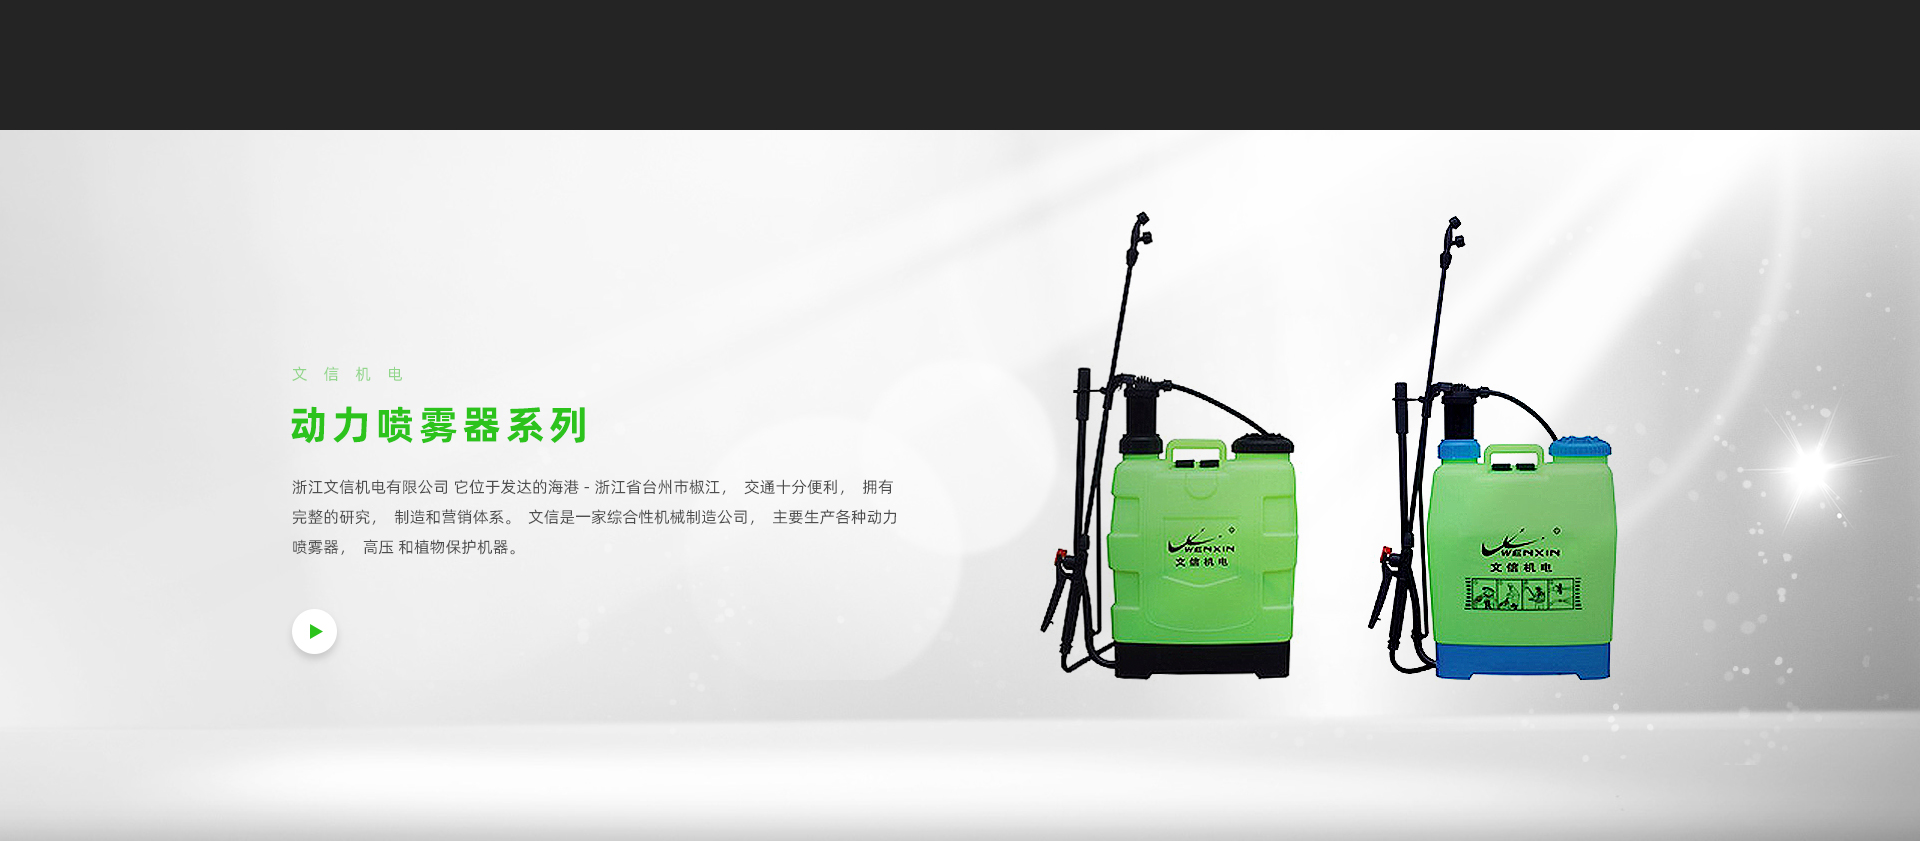 文信机电
动力喷雾器系列
浙江文信机电有限公司 它位于发达的海港 - 浙江省台州市椒江， 交通十分便利， 拥有
完整的研究， 制造和营销体系。 文信是一家综合性机械制造公司， 主要生产各种动力
喷雾器， 高压 和植物保护机器。
WENXIN
文信机电
WENXIN
文信机电